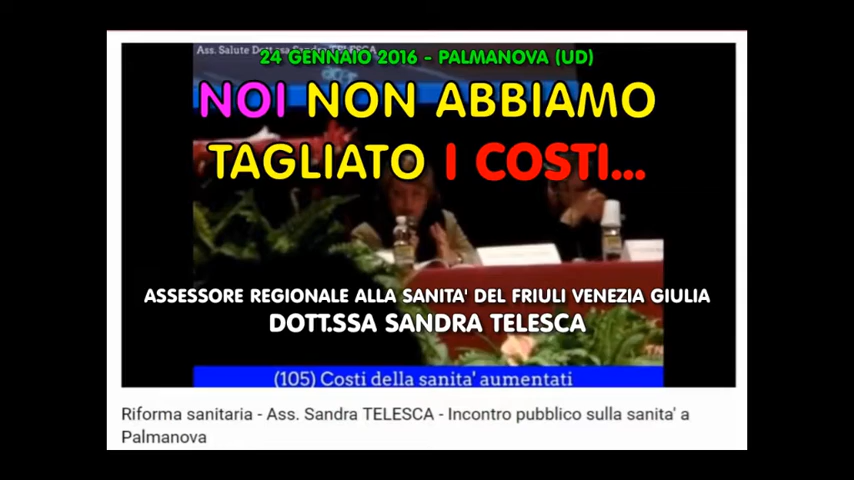 Ass. Salute Dott.ssa Sandra TELESCA
24 GENNAIO 2016 - PALMANOVA (UD)
acer
NOI NON ABBIAMO
TAGLIATO I COSTI...
ASSESSORE REGIONALE ALLA SANITA' DEL FRIULI VENEZIA GIULIA
DOTT.SSA SANDRA TELESCA
(105) Costi della sanita' aumentati
Riforma sanitaria - Ass. Sandra TELESCA - Incontro pubblico sulla sanita' a
Palmanova